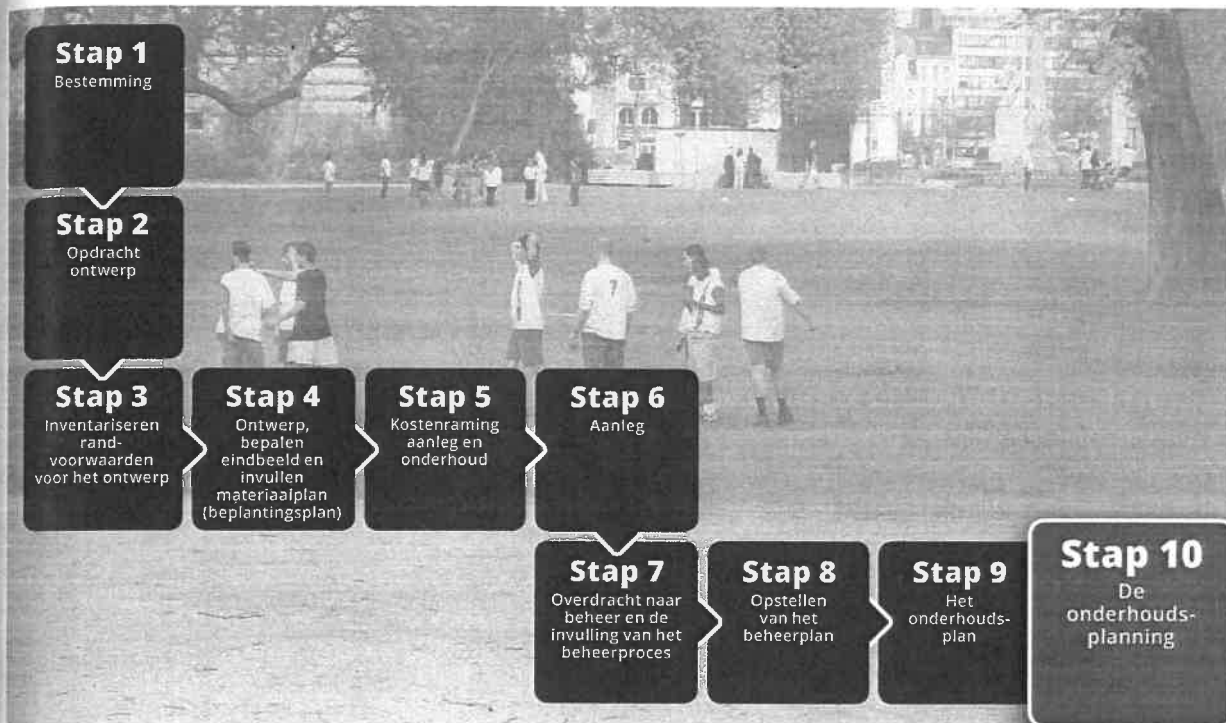 Stap 1
Bestemming
Stap 2
Opdracht
ontwerp
Stap 3
Inventariseren
rand-
voorwaarden
voor het ontwerp
Stap 4
Ontwerp,
bepalen
eindbeeld en
invullen
materiaalplan
(beplantingsplan)
Stap 5
Kostenraming
aanleg en
onderhoud
Stap 6
Aanleg
7
Stap 7
Overdracht naar
beheer en de
invulling van het
beheerproces
Stap 8
Opstellen
van het
beheerplan
Stap 9
Het
onderhouds-
plan
Stap 10
De
onderhouds-
planning